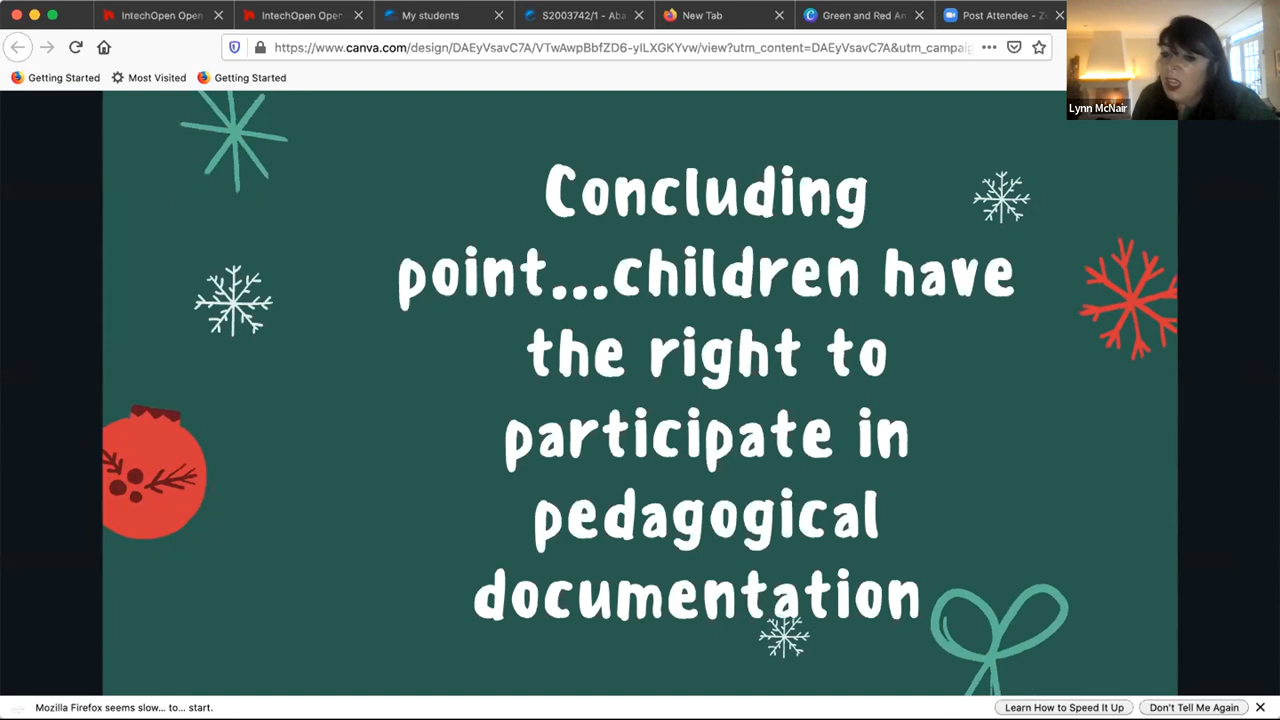 IntechOpen Open
IntechOpen Open
My students
S2003742/1 - Aba
New Tab
Green and Red An
Post Attendee - Zo
https://www.canva.com/design/DAEyVsavC7A/VTwAwpBbfZD6-yILXGKYvw/view?utm_content=DAEyVsavC7A&utm_campaig
Getting Started
Most Visited
Getting Started
Lynn McNair
Concluding
point...children have
the right to
participate in
pedagogical
documentation
Mozilla Firefox seems slow... to... start.
Learn How to Speed It Up
Don't Tell Me Again